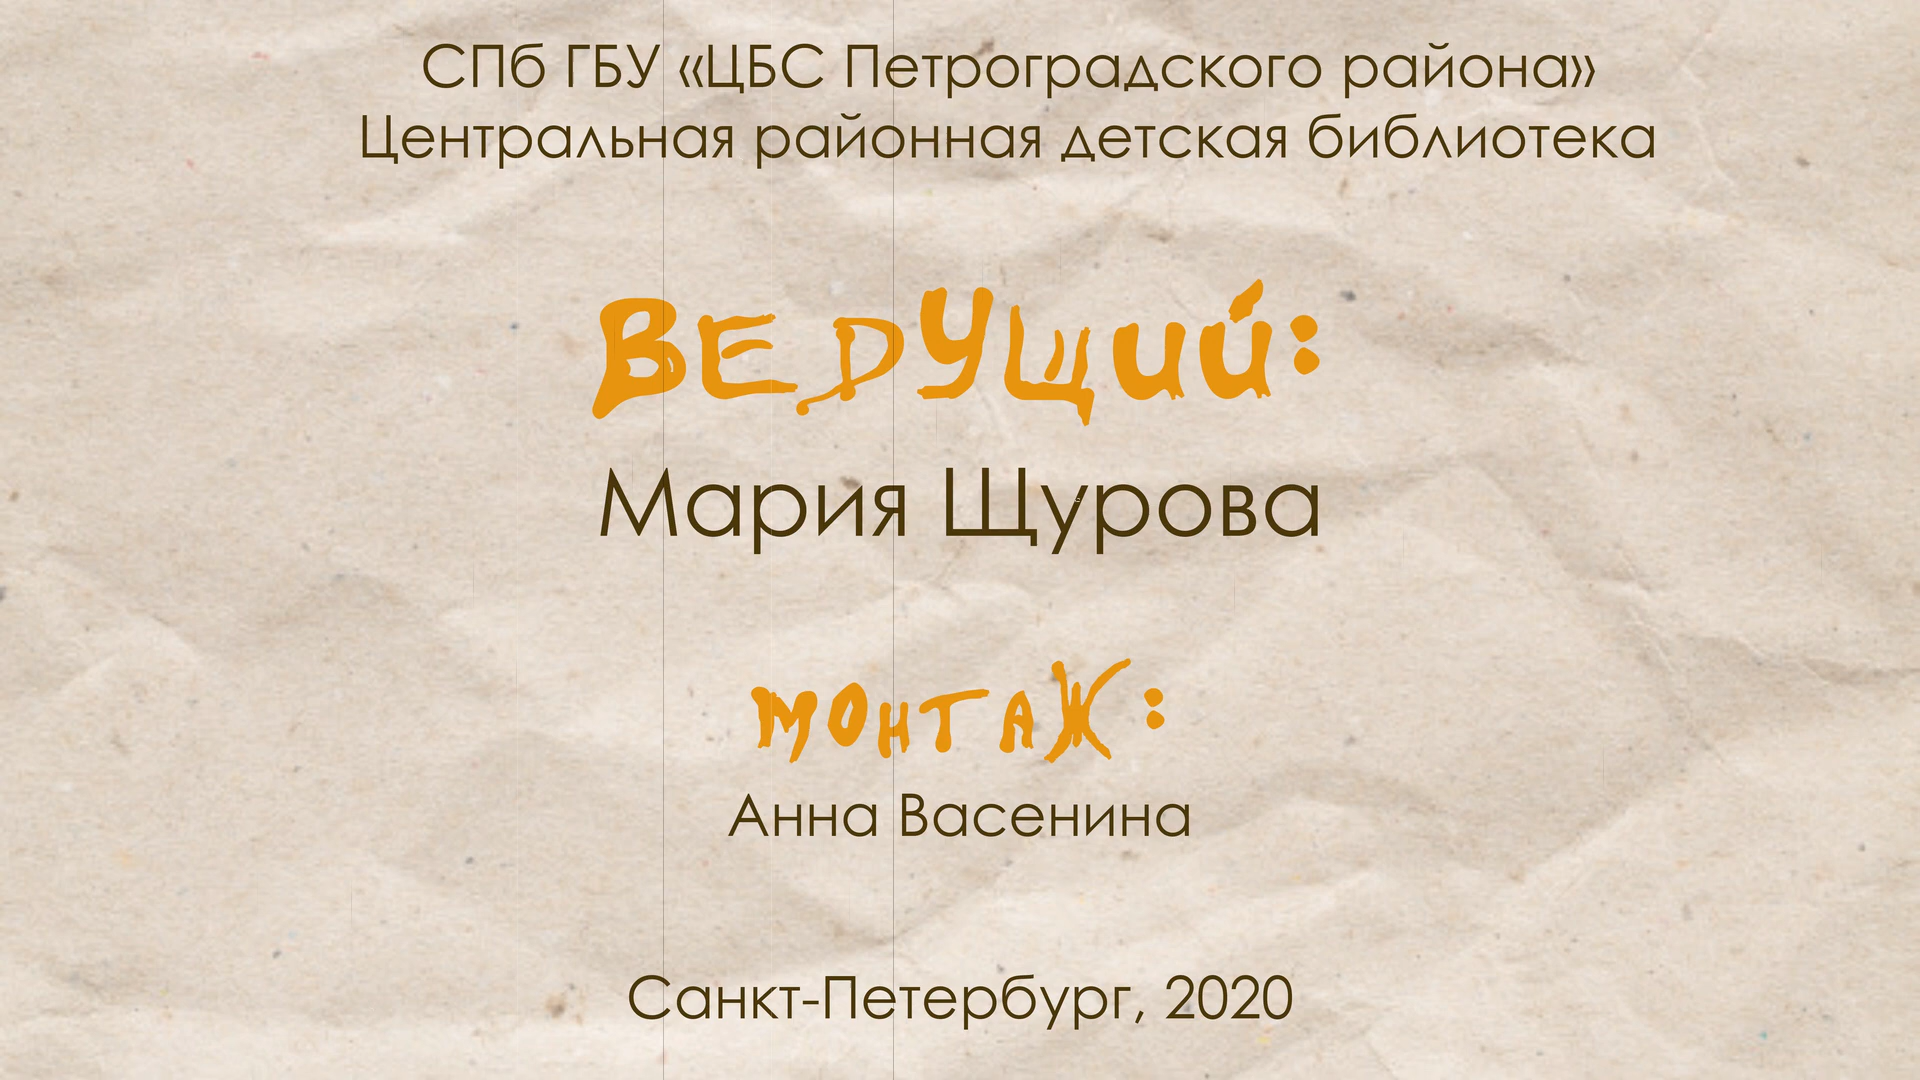 СПб ГБУ «ЦБС Петроградского района»
Центральная районная детская библиотека
ВЕДУЩИЙ:
Мария Щурова
МОНТАЖ:
Анна Васенина
Санкт-Петербург, 2020